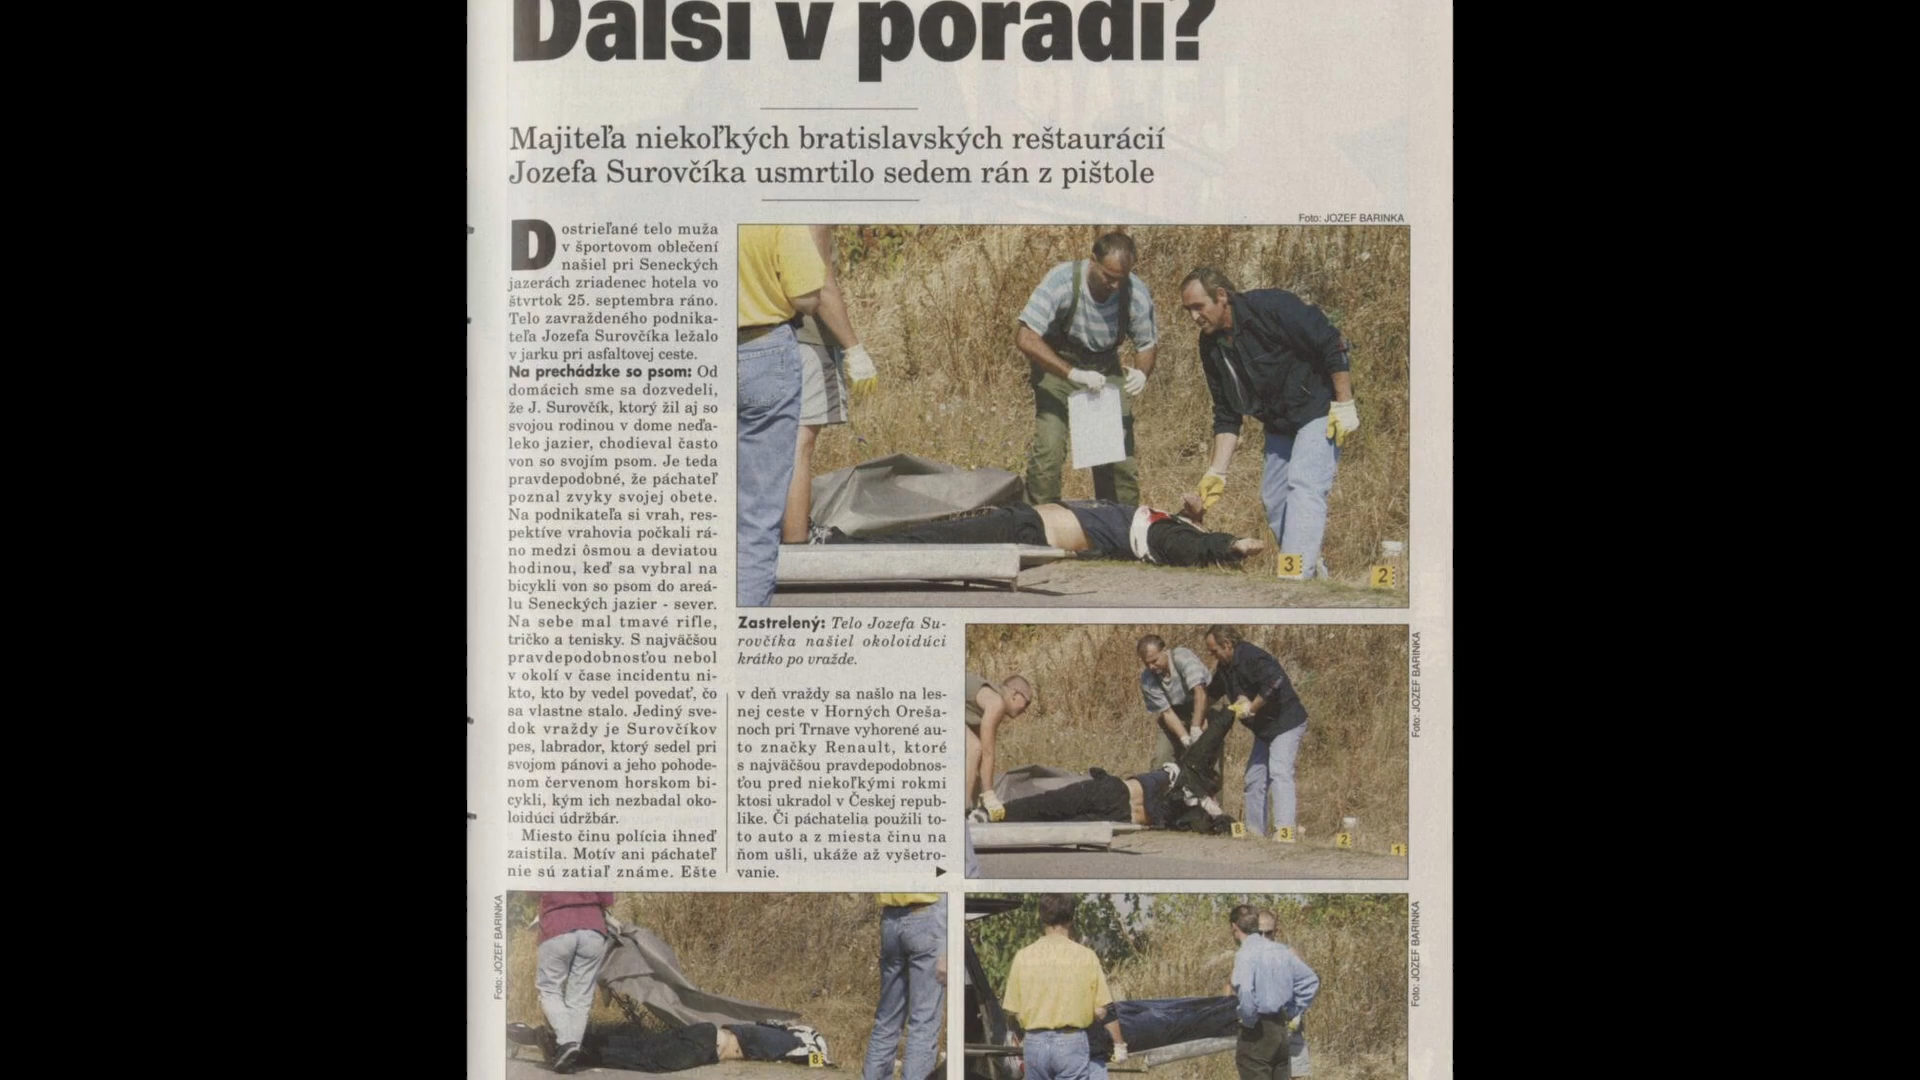 Ďalší v poradí?
Majiteľa niekoľkých bratislavských reštaurácií
Jozefa Surovčíka usmrtilo sedem rán z pištole
Foto: JOZEF BARINKA
Dostrieľané telo muža
v športovom oblečení
našiel pri Seneckých
jazerách zriadenec hotela vo
štvrtok 25. septembra ráno.
Telo zavraždeného podnika-
teľa Jozefa Surovčíka ležalo
v jarku pri asfaltovej ceste.
Na prechádzke so psom: Od
domácich sme sa dozvedeli,
že J. Surovčík, ktorý žil aj so
svojou rodinou v dome neďa-
leko jazier, chodieval často
von so svojím psom. Je teda
pravdepodobné, že páchateľ
poznal zvyky svojej obete.
Na podnikateľa si vrah, res-
pektíve vrahovia počkali rá-
no medzi ôsmou a deviatou
hodinou, keď sa vybral na
bicykli von so psom do areá-
lu Seneckých jazier - sever.
Na sebe mal tmavé rifle,
tričko a tenisky. S najväčšou
pravdepodobnosťou nebol
v okolí v čase incidentu ni-
kto, kto by vedel povedať, čo
sa vlastne stalo. Jediný sve-
dok vraždy je Surovčíkov
pes, labrador, ktorý sedel pri
svojom pánovi a jeho pohode-
nom červenom horskom bi-
cykli, kým ich nezbadal oko-
loidúci údržbár.
Miesto činu polícia ihneď
zaistila. Motív ani páchateľ
nie sú zatiaľ známe. Ešte
3
2
Zastrelený: Telo Jozefa Su-
rovčíka našiel okoloidúci
krátko po vražde.
v deň vraždy sa našlo na les-
nej ceste v Horných Oreša-
noch pri Trnave vyhorené au-
to značky Renault, ktoré
s najväčšou pravdepodobnos-
ťou pred niekoľkými rokmi
ktosi ukradol v Českej repub-
like. Či páchatelia použili to-
to auto a z miesta činu na
ňom ušli, ukáže až vyšetro-
vanie.
Foto: JOZEF BARINKA
8
3
2
1
Foto: JOZEF BARINKA
8
Foto: JOZEF BARINKA